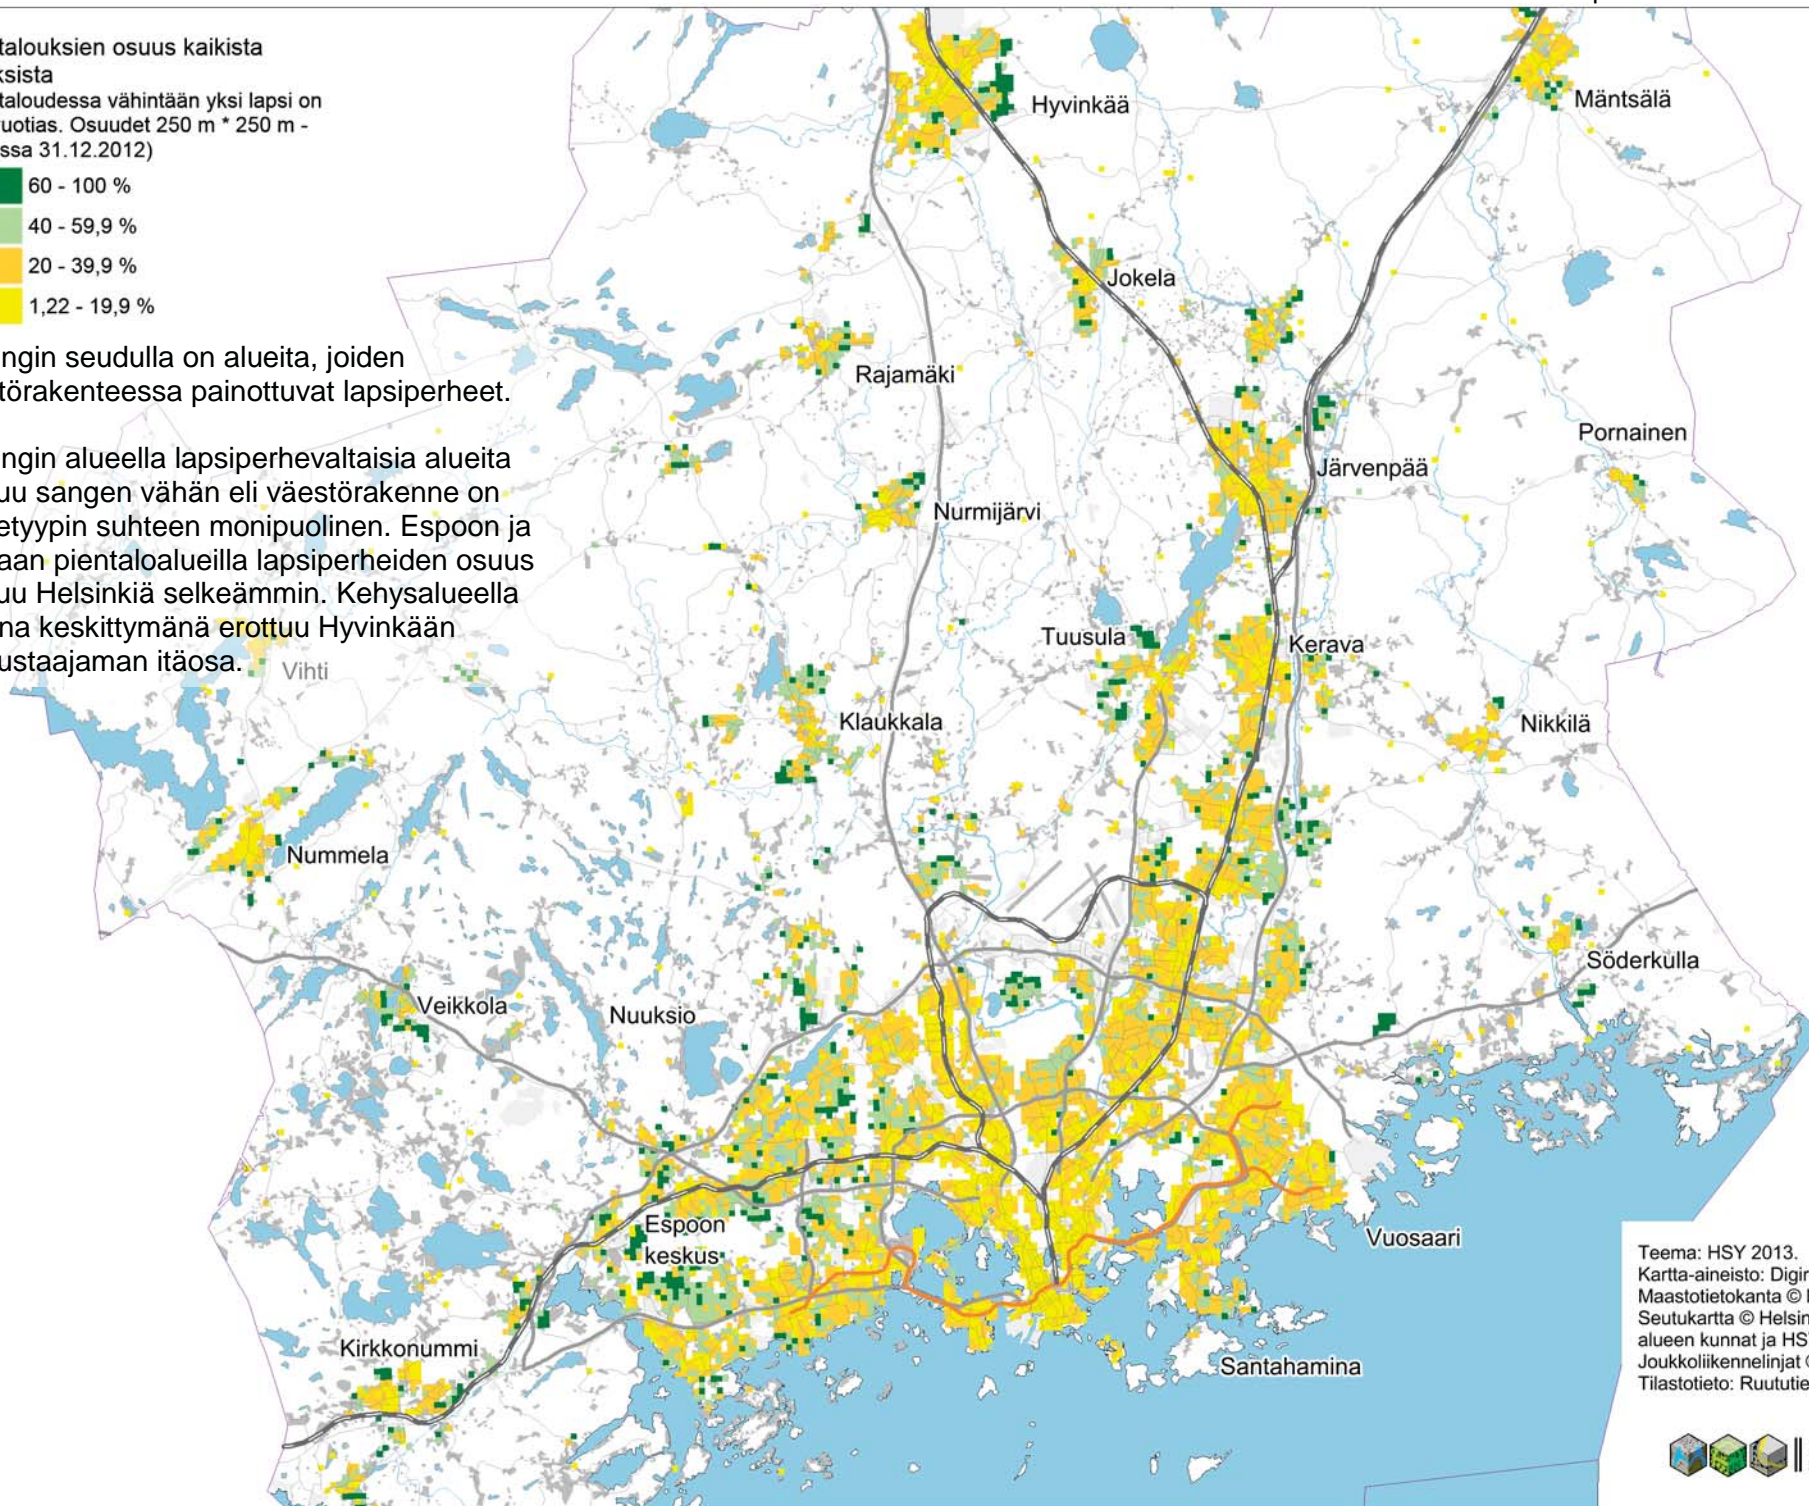 talouksien osuus kaikista
ksista
taloudessa vähintään yksi lapsi on
uotias. Osuudet 250 m * 250 m -
ssa 31.12.2012)
60 - 100 %
40 - 59,9 %
20 - 39,9 %
1,22 - 19,9 %
ngin seudulla on alueita, joiden
törakenteessa painottuvat lapsiperheet.
ngin alueella lapsiperhevaltaisia alueita
uu sangen vähän eli väestörakenne on
etyypin suhteen monipuolinen. Espoon ja
aan pientaloalueilla lapsiperheiden osuus
uu Helsinkiä selkeämmin. Kehysalueella
na keskittymänä erottuu Hyvinkään
ustaajaman itäosa.
Hyvinkää
Mäntsälä
Jokela
Rajamäki
Pornainen
Järvenpää
Nurmijärvi
Tuusula
Kerava
Vihti
Klaukkala
Nikkilä
Nummela
Söderkulla
Veikkola
Nuuksio
Espoon
keskus
Vuosaari
Kirkkonummi
Santahamina
Teema: HSY 2013.
Kartta-aineisto: Digir
Maastotietokanta ©
Seutukartta © Helsin
alueen kunnat ja HS
Joukkoliikennelinjat ©
Tilastotieto: Ruututie